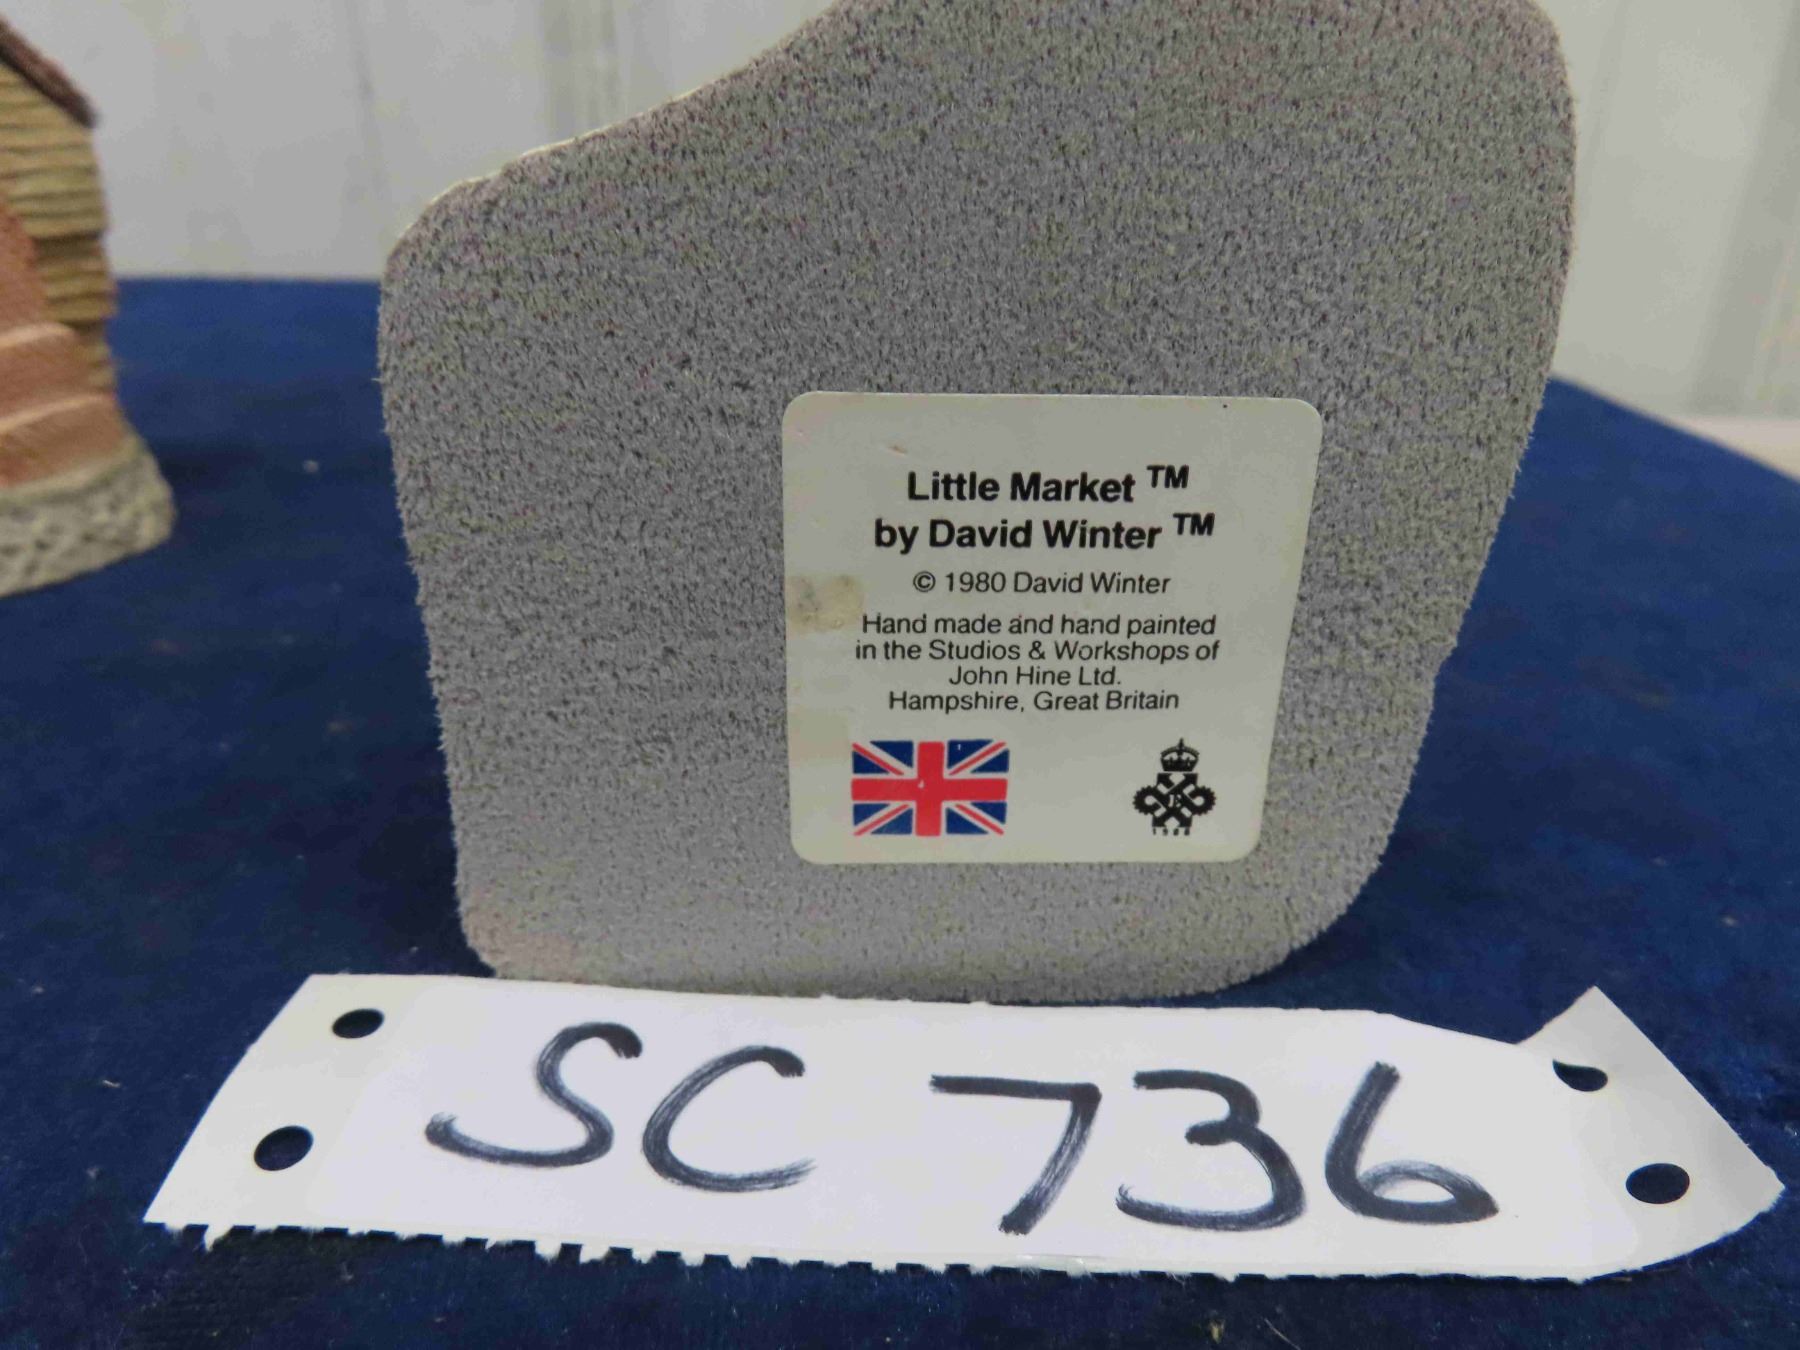 Little Market ™
by David Winter ™
© 1980 David Winter
Hand made and hand painted
in the Studios & Workshops of
John Hine Ltd.
Hampshire, Great Britain
SC 736